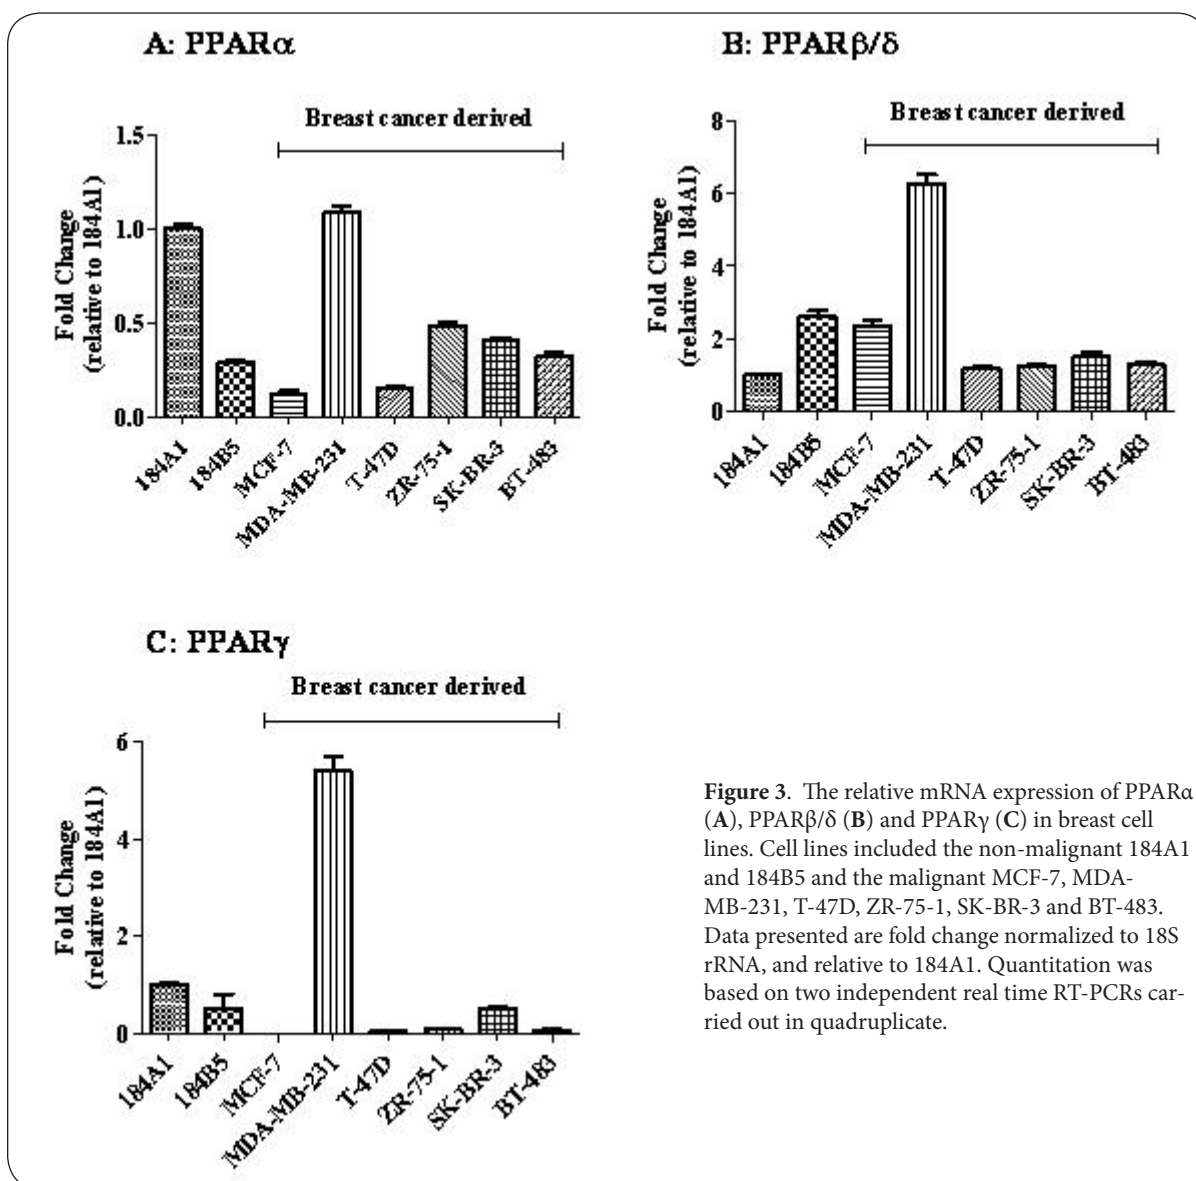 A: PPARα
Breast cancer derived
Fold Change
(relative to 184A1)
1.5
1.0
0.5
0.0
184A1
184B5
MCF-7
MDA-MB-231
T-47D
ZR-75-1
SK-BR-3
BT-483
B: PPARβ/δ
Breast cancer derived
Fold Change
(relative to 184A1)
8
6
4
2
0
184A1
184B5
MCF-7
MDA-MB-231
T-47D
ZR-75-1
SK-BR-3
BT-483
C: PPARγ
Breast cancer derived
Fold Change
(relative to 184A1)
6
4
2
0
184A1
184B5
MCF-7
MDA-MB-231
T-47D
ZR-75-1
SK-BR-3
BT-483
Figure 3. The relative mRNA expression of PPARα
(A), PPARβ/δ (B) and PPARγ (C) in breast cell
lines. Cell lines included the non-malignant 184A1
and 184B5 and the malignant MCF-7, MDA-
MB-231, T-47D, ZR-75-1, SK-BR-3 and BT-483.
Data presented are fold change normalized to 18S
rRNA, and relative to 184A1. Quantitation was
based on two independent real time RT-PCRs car-
ried out in quadruplicate.